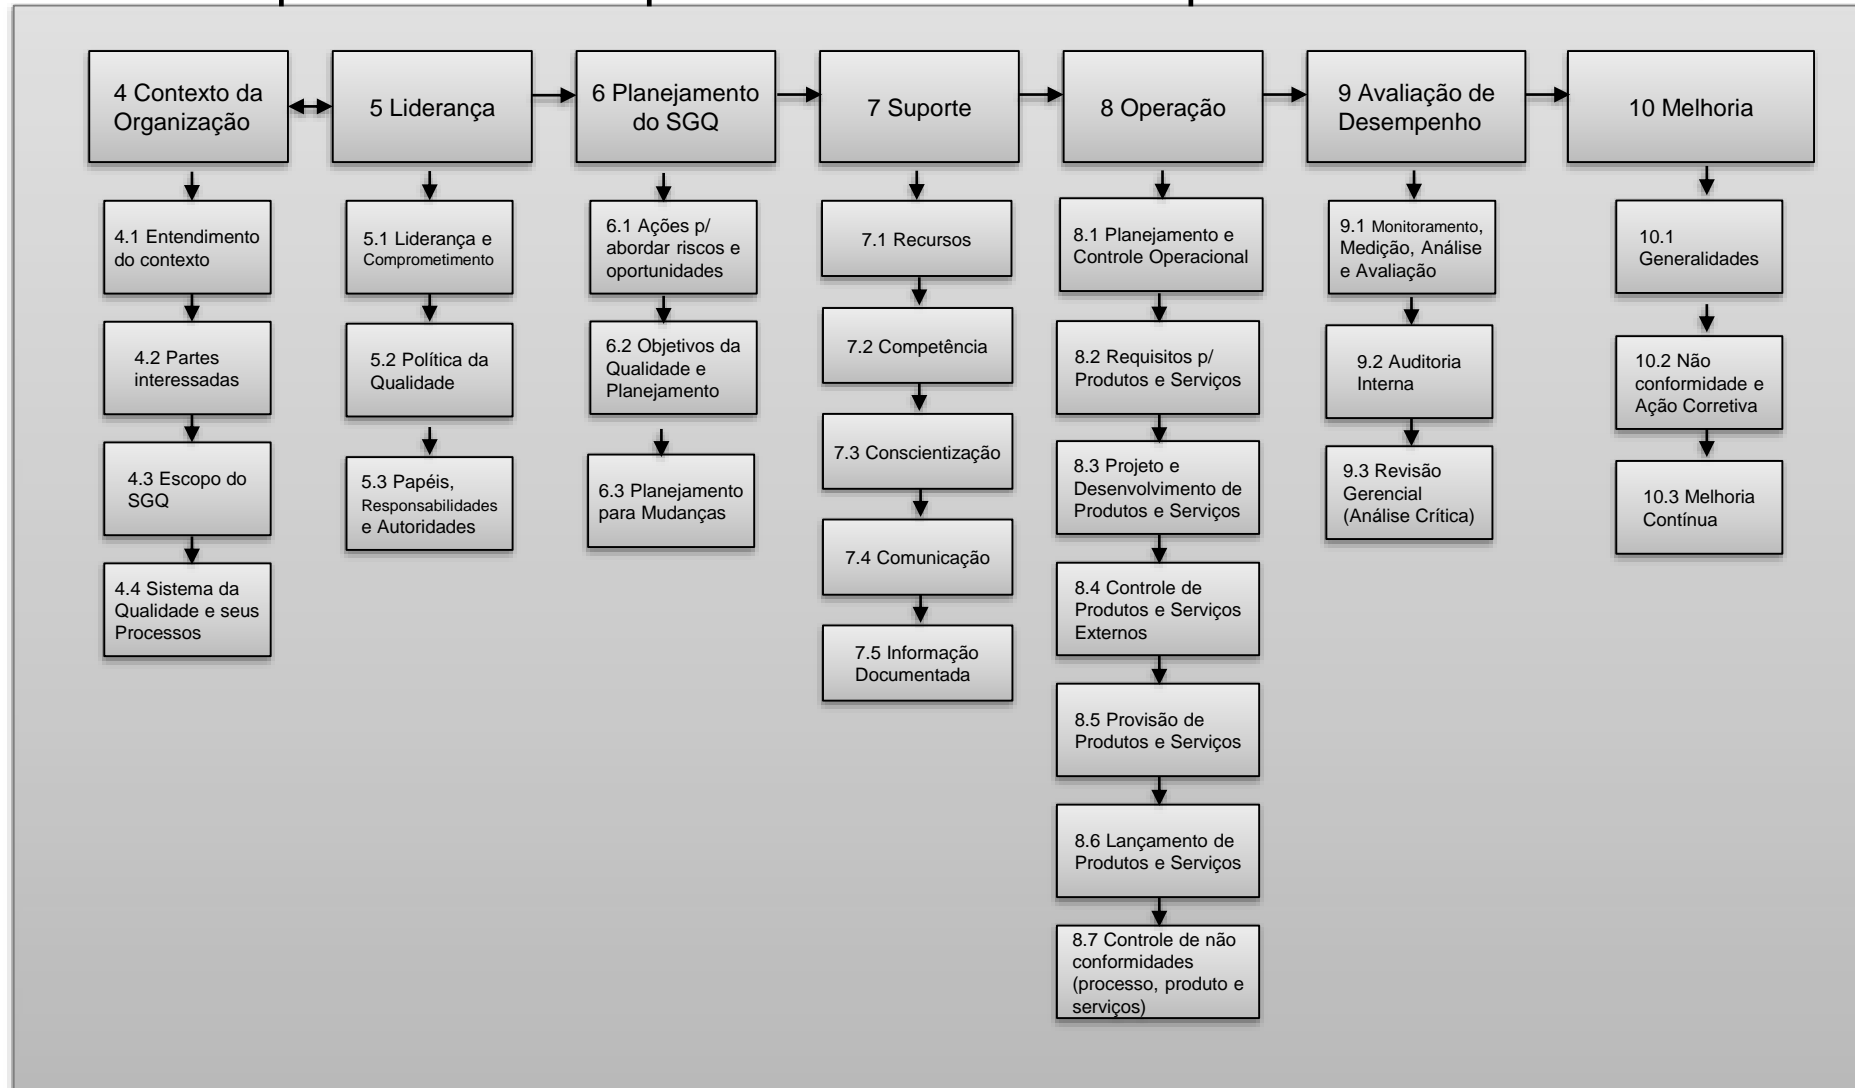 4 Contexto da
Organização
5 Liderança
6 Planejamento
do SGQ
7 Suporte
8 Operação
9 Avaliação de
Desempenho
10 Melhoria
4.1 Entendimento
do contexto
4.2 Partes
interessadas
4.3 Escopo do
SGQ
4.4 Sistema da
Qualidade e seus
Processos
5.1 Liderança e
Comprometimento
5.2 Política da
Qualidade
5.3 Papéis,
Responsabilidades
e Autoridades
6.1 Ações p/
abordar riscos e
oportunidades
6.2 Objetivos da
Qualidade e
Planejamento
6.3 Planejamento
para Mudanças
7.1 Recursos
7.2 Competência
7.3 Conscientização
7.4 Comunicação
7.5 Informação
Documentada
8.1 Planejamento e
Controle Operacional
8.2 Requisitos p/
Produtos e Serviços
8.3 Projeto e
Desenvolvimento de
Produtos e Serviços
8.4 Controle de
Produtos e Serviços
Externos
8.5 Provisão de
Produtos e Serviços
8.6 Lançamento de
Produtos e Serviços
8.7 Controle de não
conformidades
(processo, produto e
serviços)
9.1 Monitoramento,
Medição, Análise
e Avaliação
9.2 Auditoria
Interna
9.3 Revisão
Gerencial
(Análise Crítica)
10.1
Generalidades
10.2 Não
conformidade e
Ação Corretiva
10.3 Melhoria
Contínua